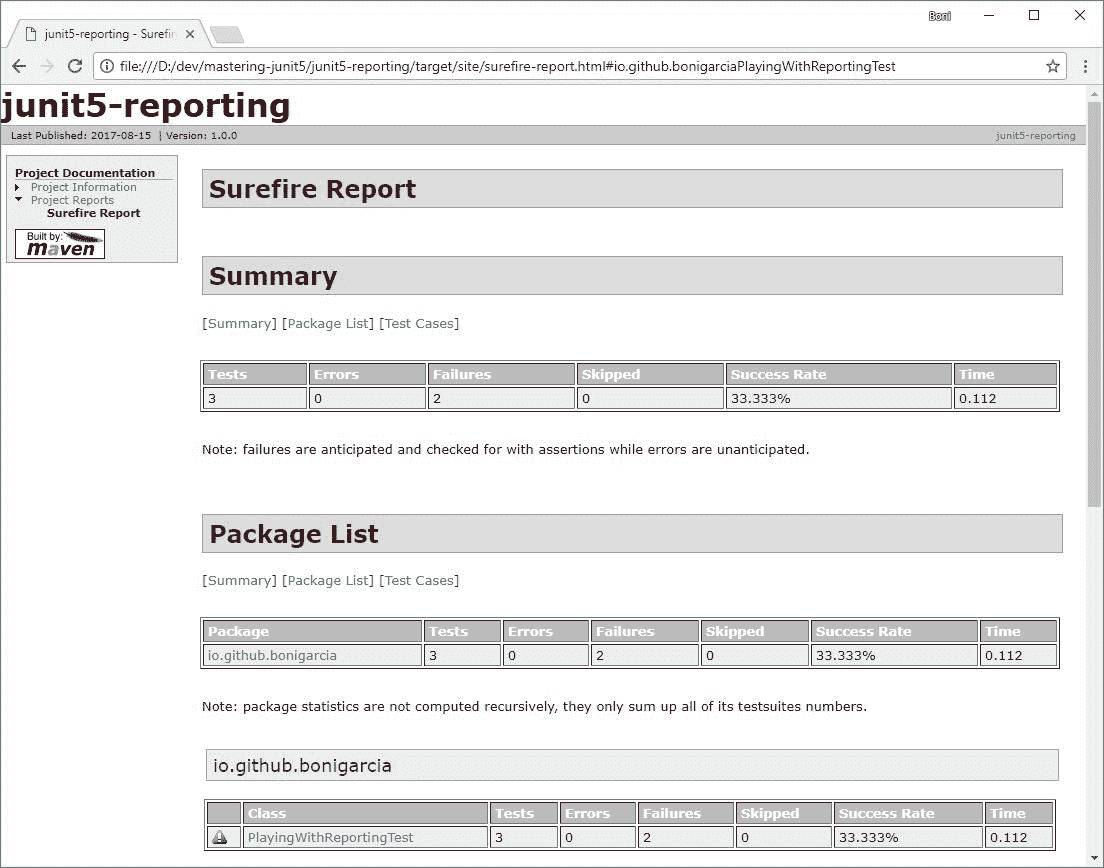 Boni
junit5-reporting - Surefir
file:///D:/dev/mastering-junit5/junit5-reporting/target/site/surefire-report.html#io.github.bonigarciaPlayingWithReportingTest
junit5-reporting
Last Published: 2017-08-15 | Version: 1.0.0
junit5-reporting
Project Documentation
Project Information
Project Reports
Surefire Report
Built by:
maven
Surefire Report
Summary
[Summary] [Package List] [Test Cases]
Tests Errors Failures Skipped Success Rate Time
3 0 2 0 33.333% 0.112
Note: failures are anticipated and checked for with assertions while errors are unanticipated.
Package List
[Summary] [Package List] [Test Cases]
Package Tests Errors Failures Skipped Success Rate Time
io.github.bonigarcia 3 0 2 0 33.333% 0.112
Note: package statistics are not computed recursively, they only sum up all of its testsuites numbers.
io.github.bonigarcia
Class Tests Errors Failures Skipped Success Rate Time
PlayingWithReportingTest 3 0 2 0 33.333% 0.112